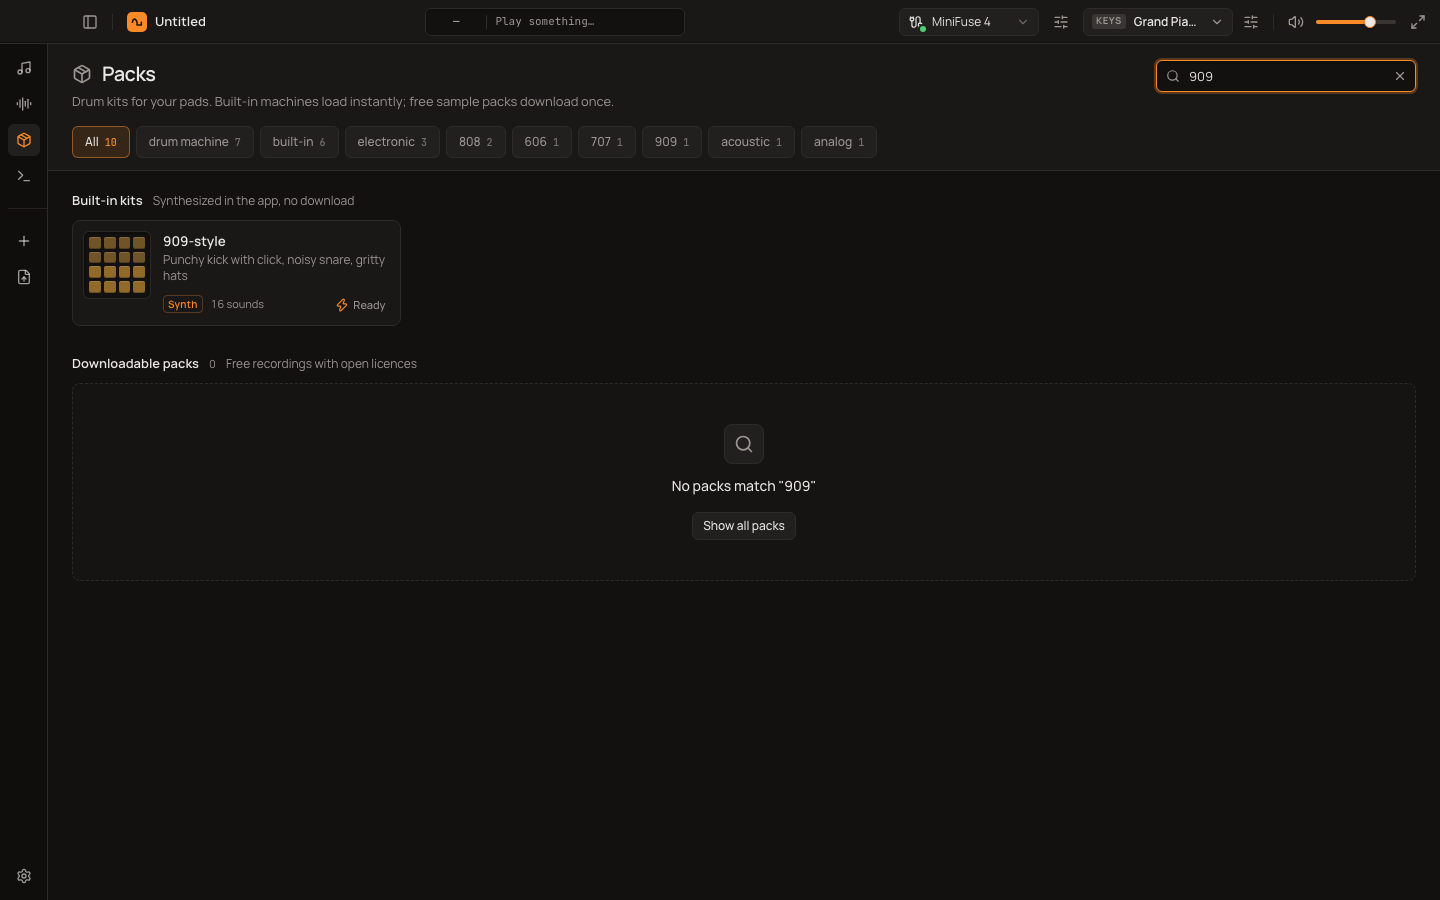 Untitled
–
Play something…
MiniFuse 4
KEYS
Grand Pia…
Packs
909
Drum kits for your pads. Built-in machines load instantly; free sample packs download once.
All 10
drum machine 7
built-in 6
electronic 3
808 2
606 1
707 1
909 1
acoustic 1
analog 1
Built-in kits Synthesized in the app, no download
909-style
Punchy kick with click, noisy snare, gritty
hats
Synth 16 sounds Ready
Downloadable packs 0 Free recordings with open licences
No packs match "909"
Show all packs